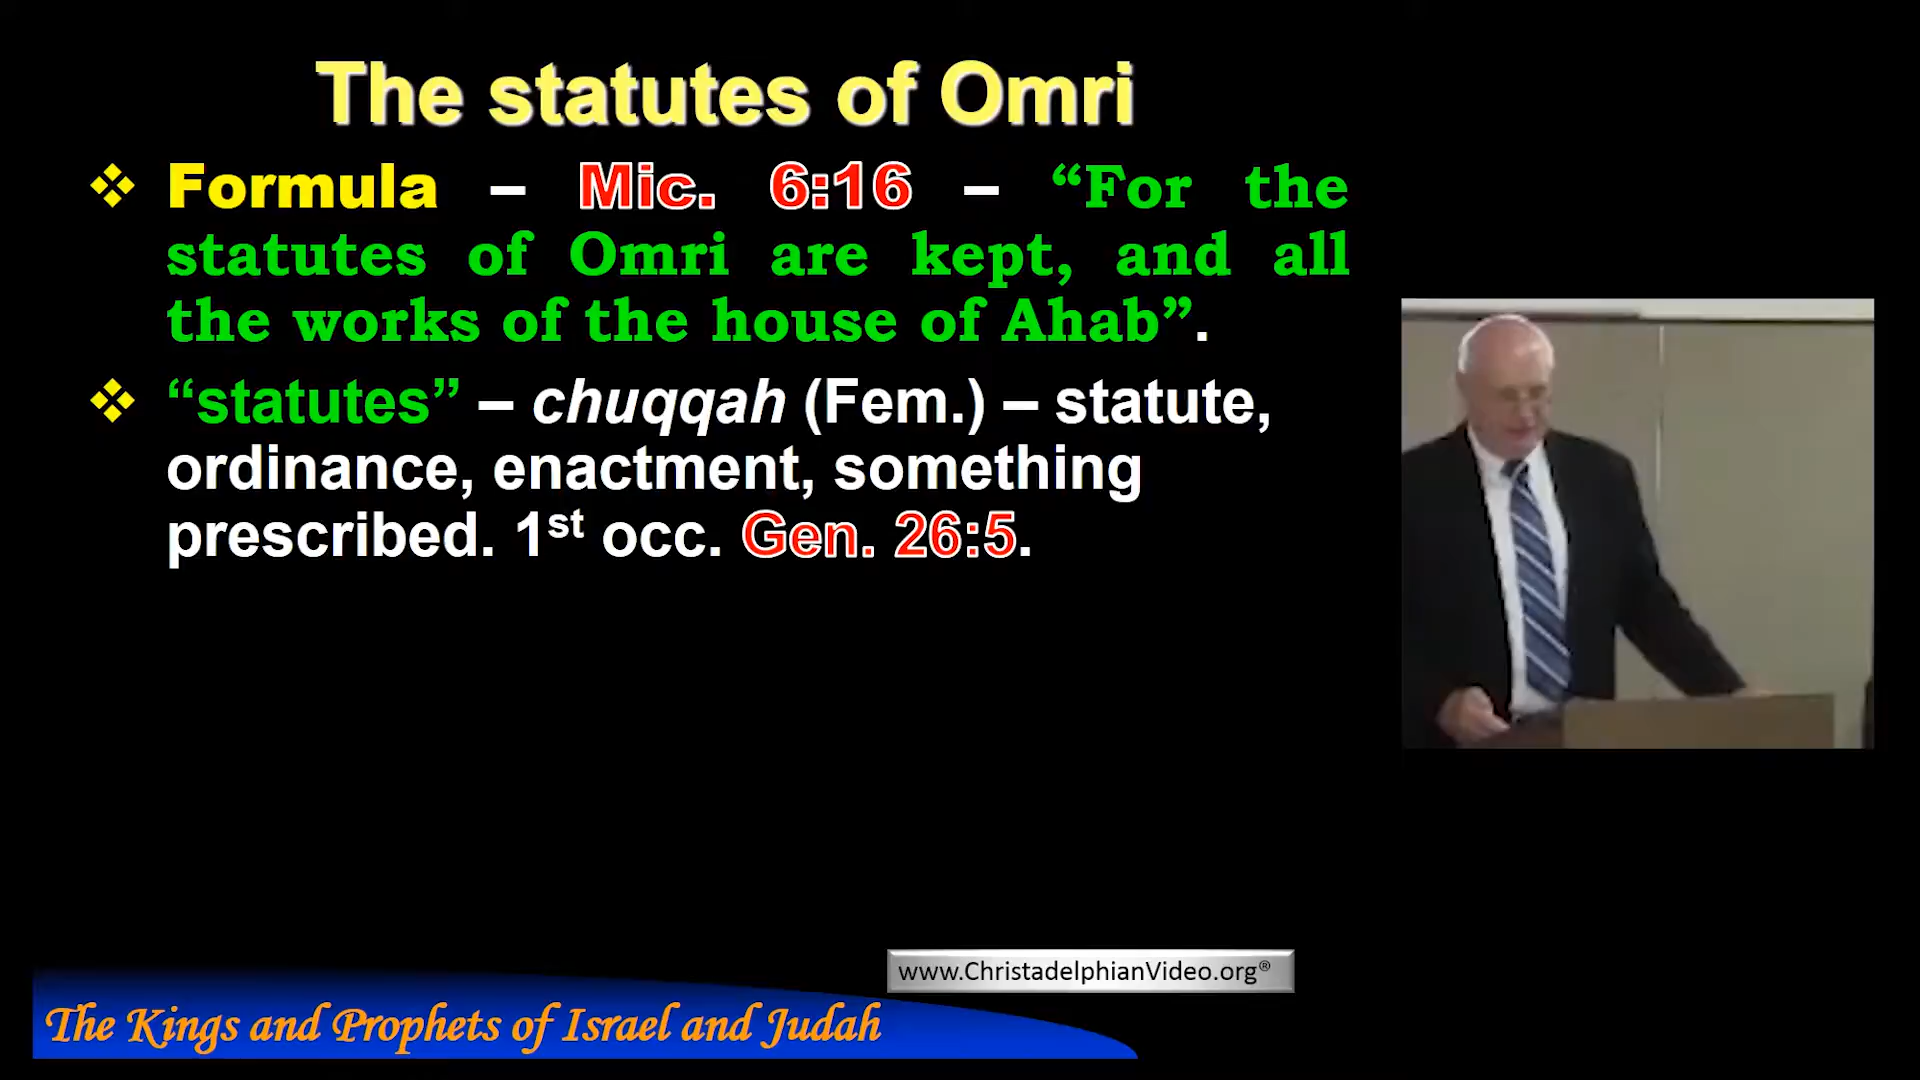 The statutes of Omri
❖ Formula – Mic. 6:16 – “For the
statutes of Omri are kept, and all
the works of the house of Ahab”.
❖ “statutes” – chuqqah (Fem.) – statute,
ordinance, enactment, something
prescribed. 1st occ. Gen. 26:5.
www.ChristadelphianVideo.org®
The Kings and Prophets of Israel and Judah